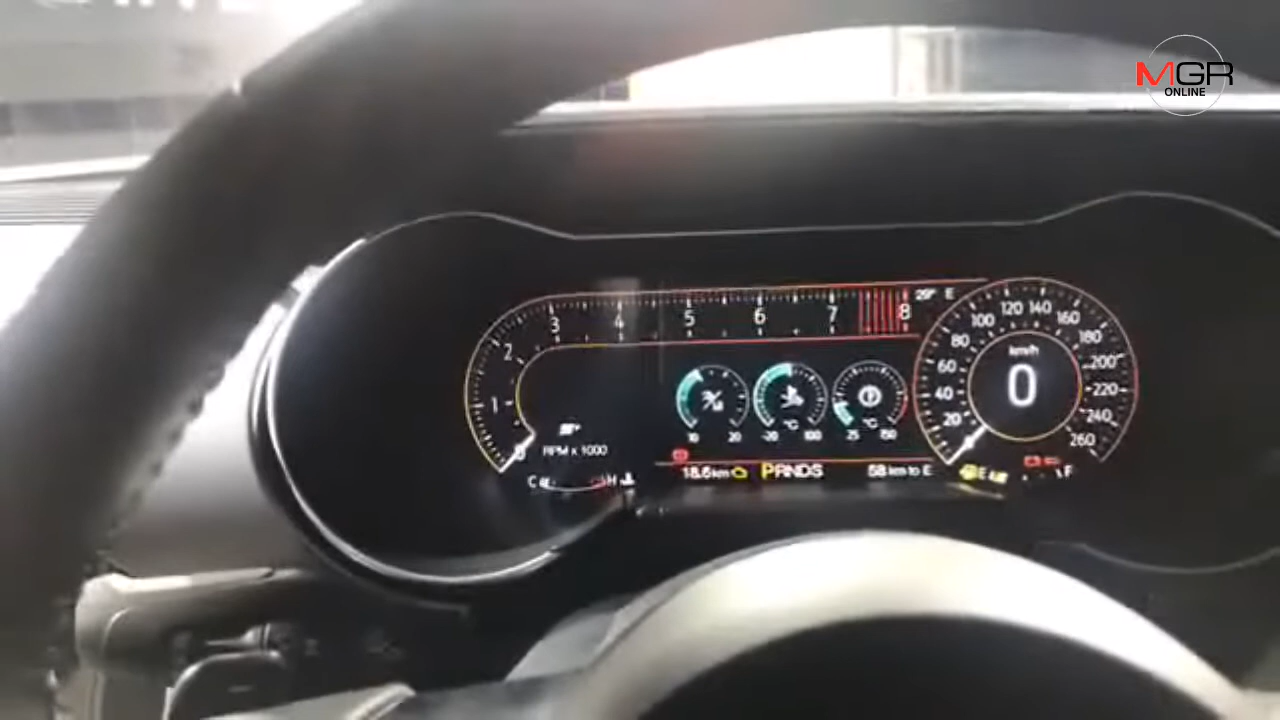 MGR
ONLINE
29° E
0 1 2 3 4 5 6 7 8
RPM x 1000
C H
10 20
°C
-20 100
°C
25 150
18.6km PRNDS 58 km to E
20 40 60 80 100 120 140 160 180 200 220 240 260
km/h
0
E F